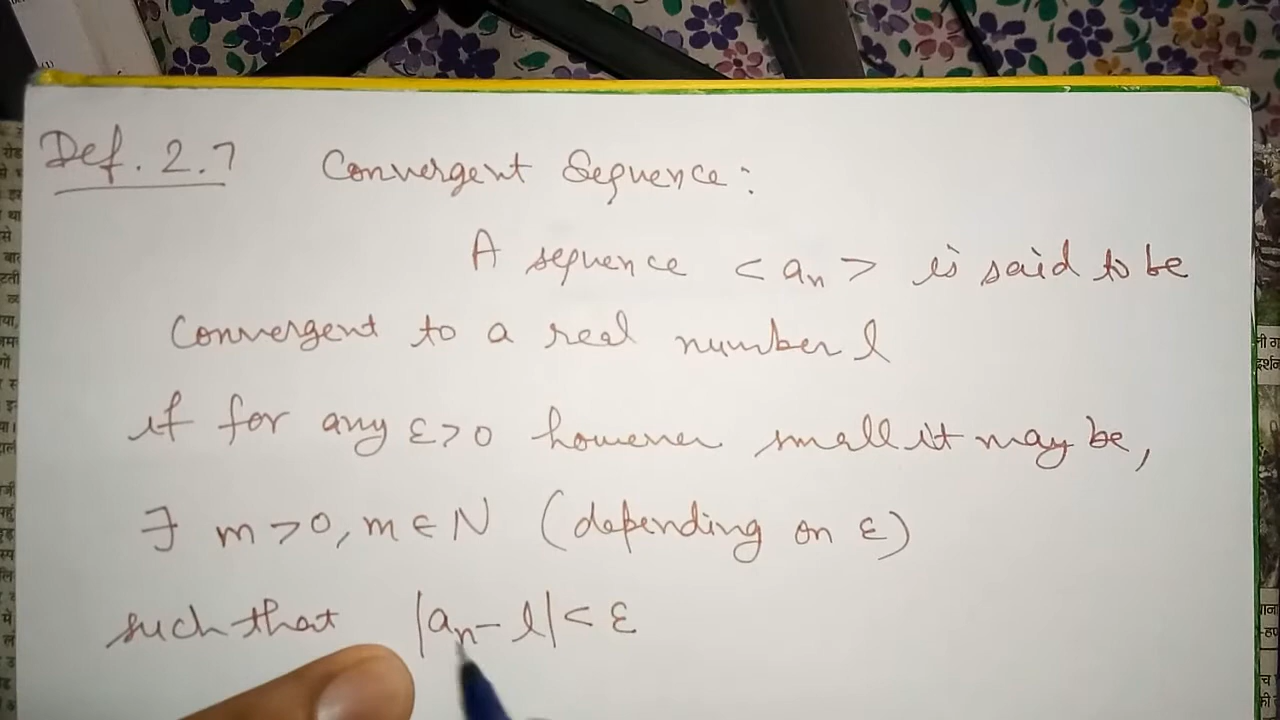 Def. 2.7 Convergent Sequence:
A sequence <aₙ> is said to be
Convergent to a real number l
if for any ε>0 however small it may be,
∃ m>0, m∈N (depending on ε)
such that |aₙ-l|<ε